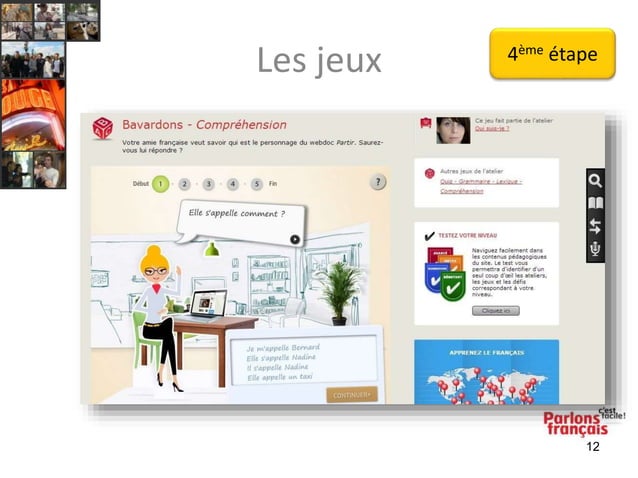 Les jeux
4ème étape
Bavardons - Compréhension
Votre amie française veut savoir qui est le personnage du webdoc Partir. Saurez-
vous lui répondre ?
Début 1 2 3 4 5 Fin
?
Elle s'appelle comment ?
Je m'appelle Bernard
Elle s'appelle Nadine
Il s'appelle Nadine
Elle appelle un taxi
CONTINUER
Ce jeu fait partie de l'atelier
Qui suis-je ?
Autres jeux de l'atelier
Quip - Grammaire - Lexique -
Compréhension
TESTEZ VOTRE NIVEAU
Naviguez facilement dans
les contenus pédagogiques
du site. Le test vous
permettra d'identifier d'un
seul coup d'œil les ateliers,
les jeux et les défis
correspondant à votre
niveau.
Cliquez ici
APPRENEZ LE FRANÇAIS
Parlons
français
c'est
facile!
12
OUGE